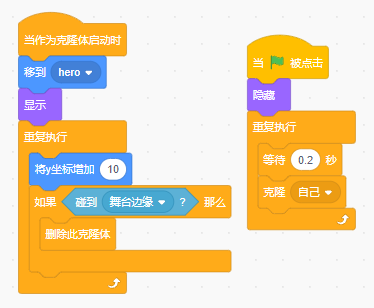 当作为克隆体启动时
移到 hero
显示
重复执行
将y坐标增加 10
如果 碰到 舞台边缘 ? 那么
删除此克隆体
当 被点击
隐藏
重复执行
等待 0.2 秒
克隆 自己